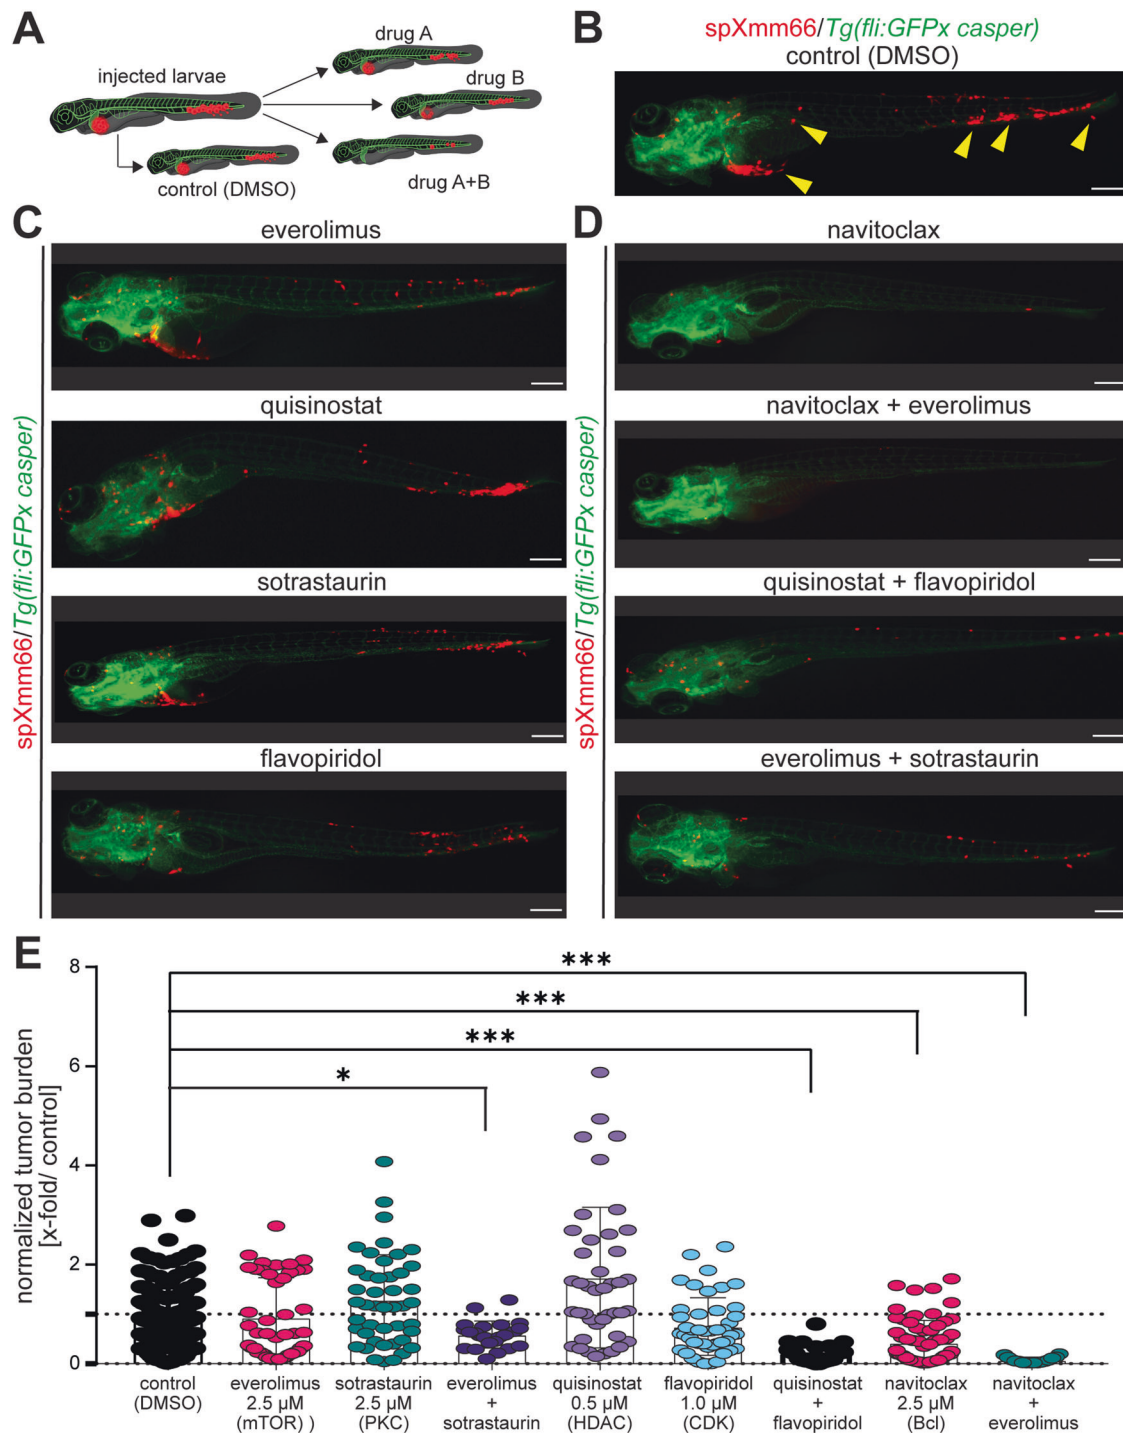 A
injected larvae
drug A
drug B
drug A+B
control (DMSO)
B
spXmm66/Tg(fli:GFPx casper)
control (DMSO)
C
spXmm66/Tg(fli:GFPx casper)
everolimus
quisinostat
sotrastaurin
flavopiridol
D
spXmm66/Tg(fli:GFPx casper)
navitoclax
navitoclax + everolimus
quisinostat + flavopiridol
everolimus + sotrastaurin
E
normalized tumor burden
[x-fold/ control]
8
6
4
2
0
***
***
***
*
control
(DMSO)
everolimus
2.5 µM
(mTOR) )
sotrastaurin
2.5 µM
(PKC)
everolimus
+
sotrastaurin
quisinostat
0.5 µM
(HDAC)
flavopiridol
1.0 µM
(CDK)
quisinostat
+
flavopiridol
navitoclax
2.5 µM
(Bcl)
navitoclax
+
everolimus